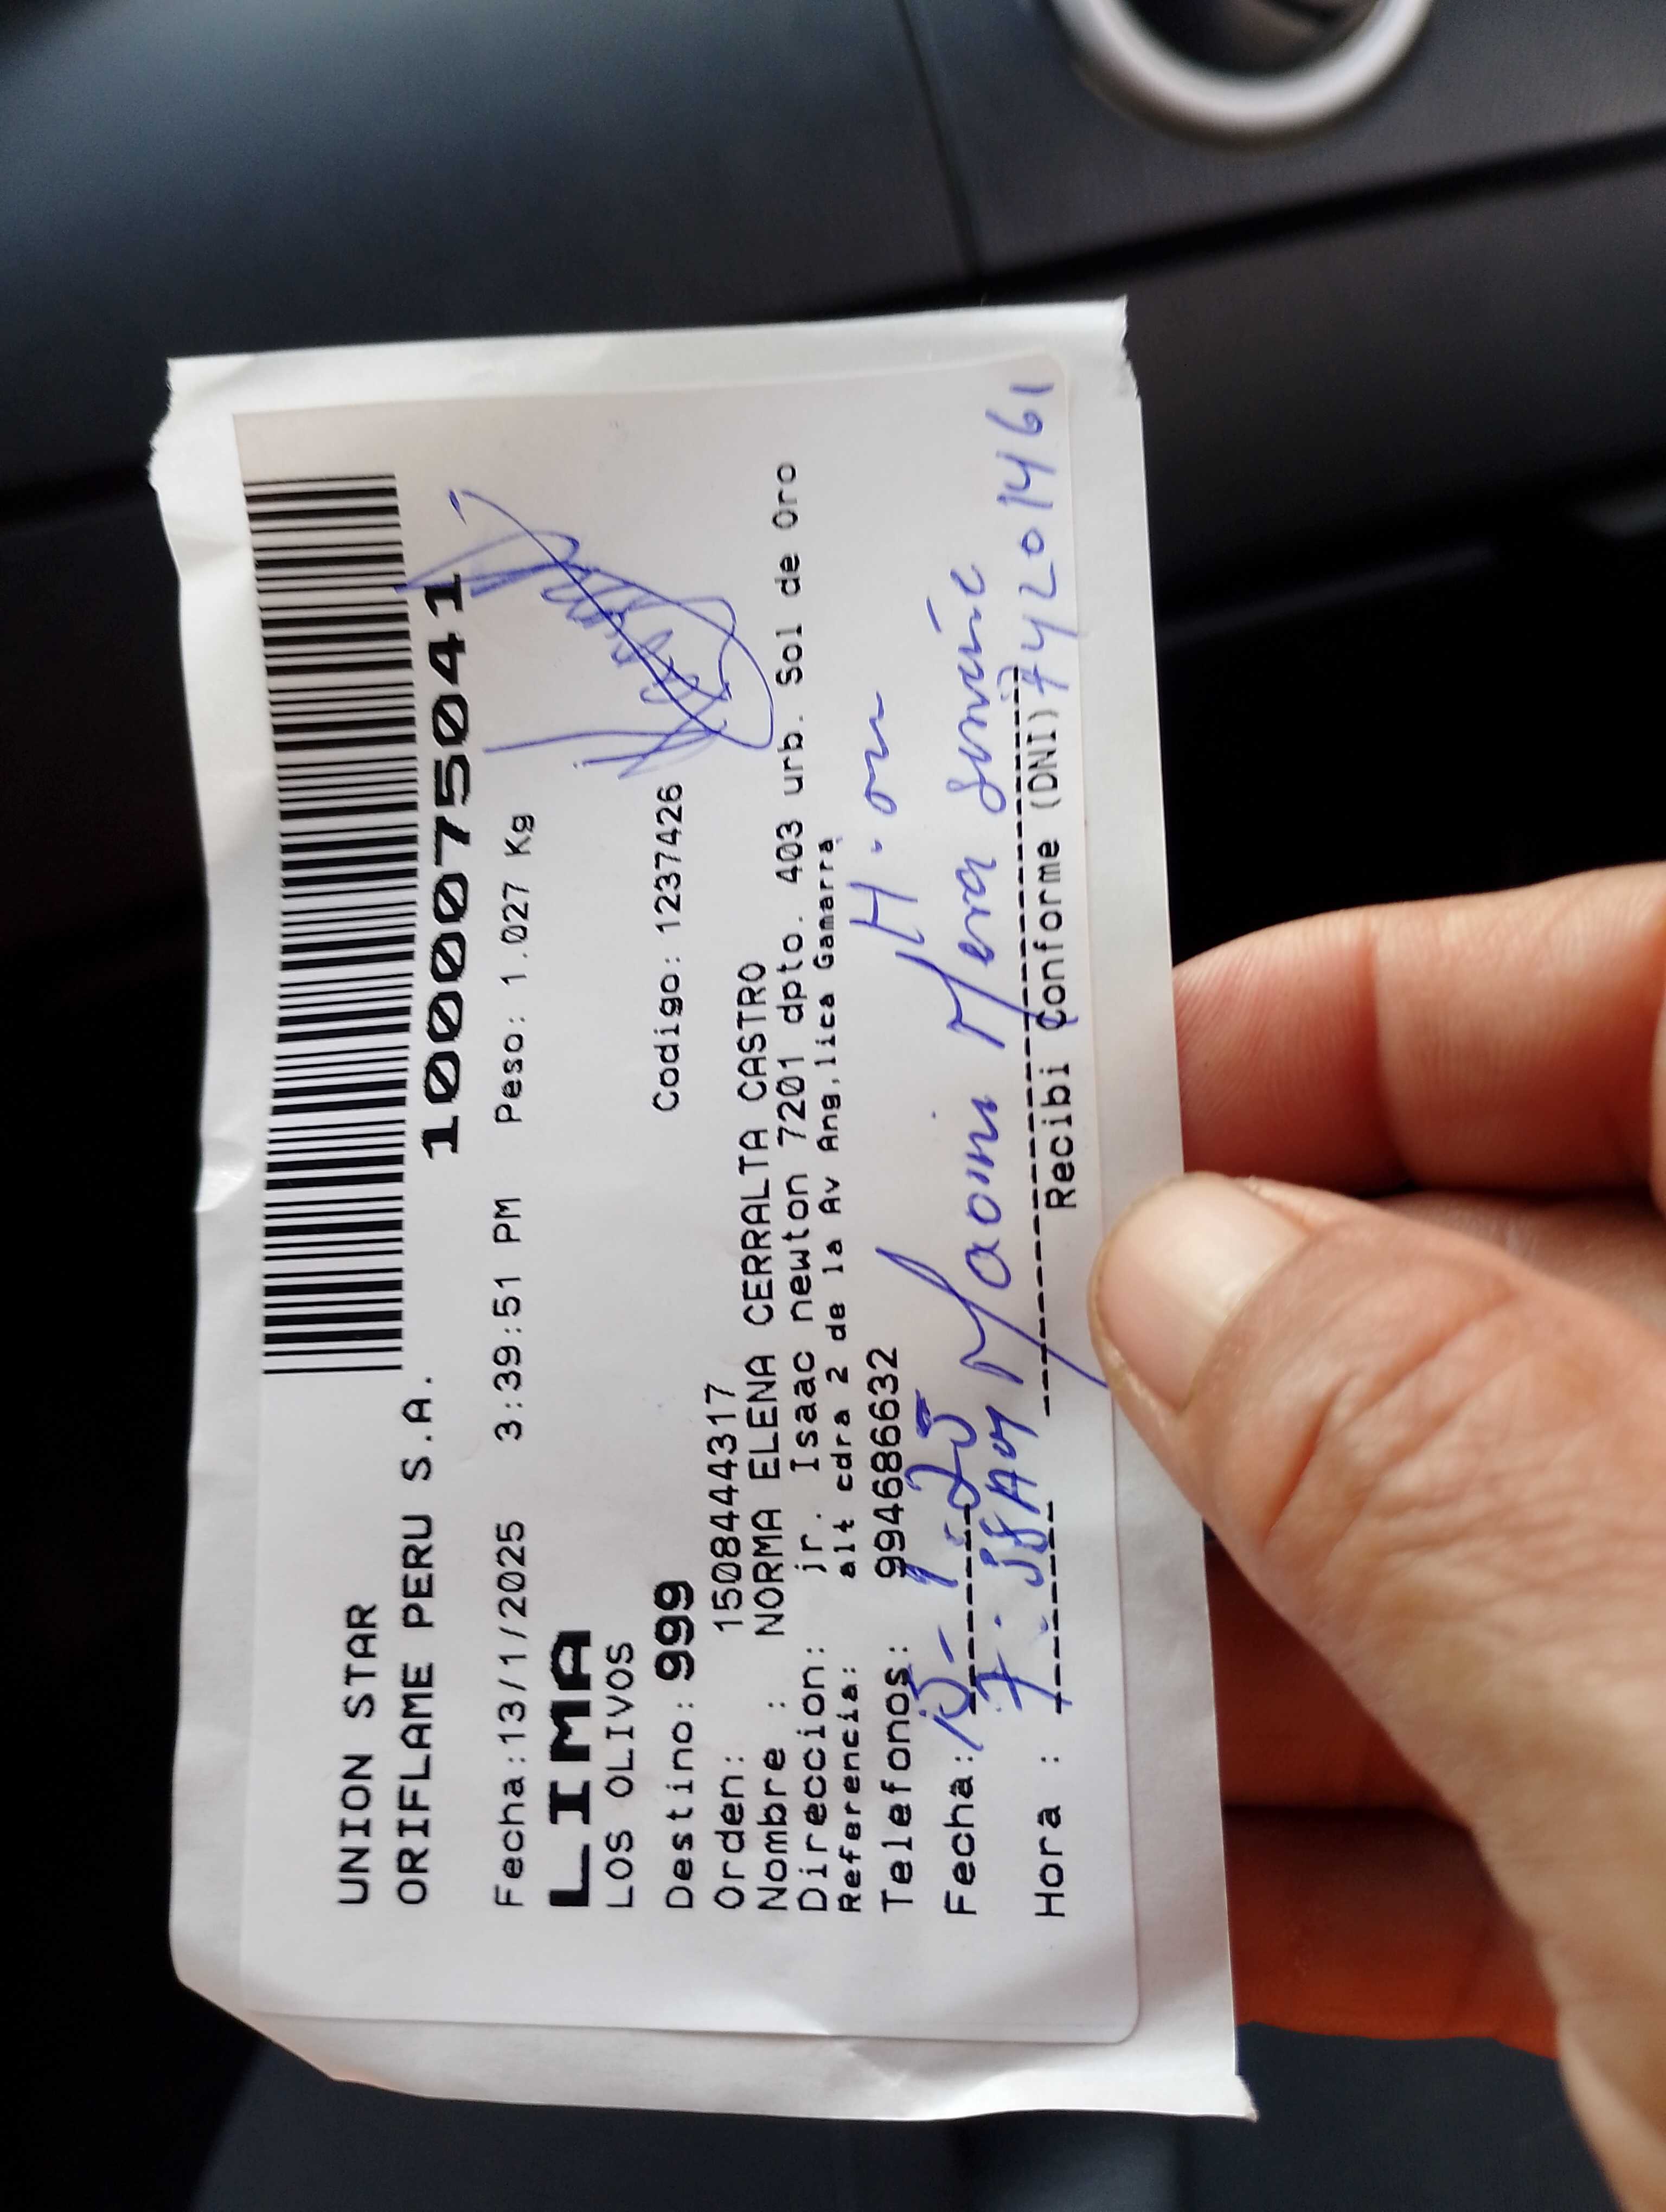 UNION STAR
ORIFLAME PERU S.A.
1000075041
Fecha:13/1/2025 3:39:51 PM Peso: 1.027 Kg
LIMA
LOS OLIVOS
Destino: 999 Codigo: 1237426
Orden: 1508444317
Nombre : NORMA ELENA CERRALTA CASTRO
Direccion: jr. Isaac newton 7201 dpto. 403 urb. Sol de Oro
Referencia: alt cdra 2 de la Av Ang,lica Gamarra
Telefonos: 994686632
Fecha:
Hora : Mera
Recibi Conforme (DNI) 74201461